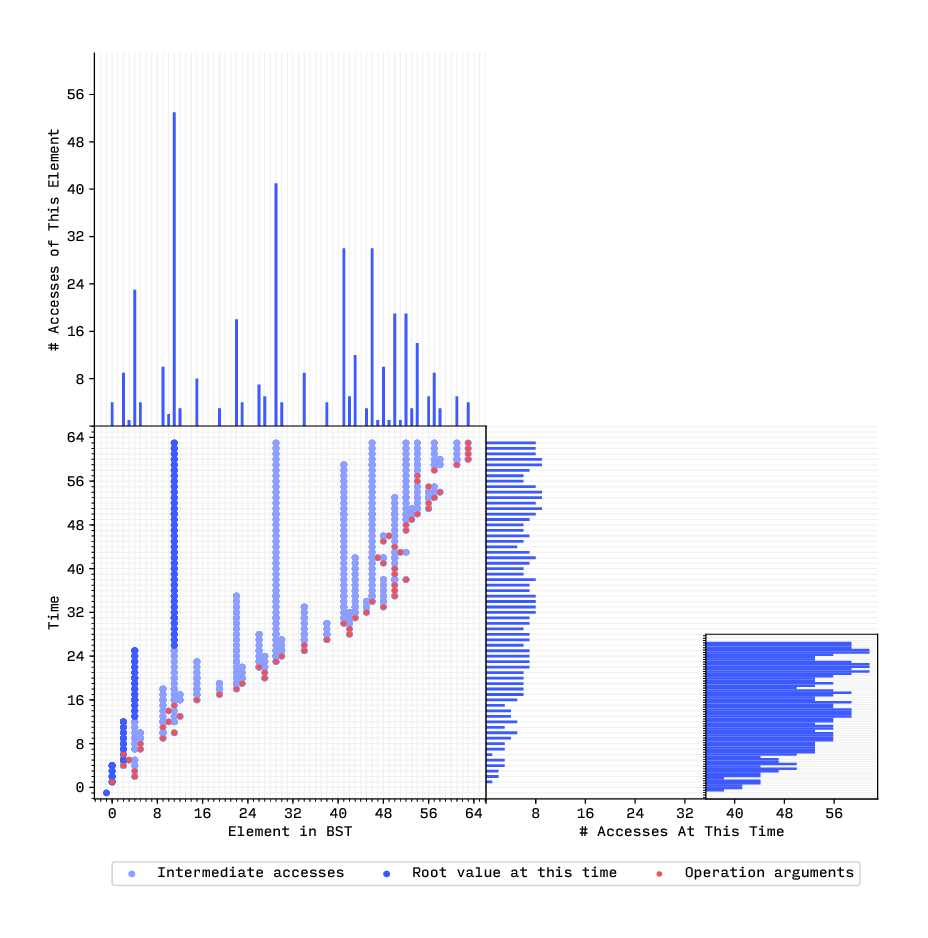 56
48
40
32
24
16
8
# Accesses of This Element
64
56
48
40
32
24
16
8
0
Time
0 8 16 24 32 40 48 56 64
8 16 24 32 40 48 56
Element in BST
# Accesses At This Time
Intermediate accesses Root value at this time Operation arguments